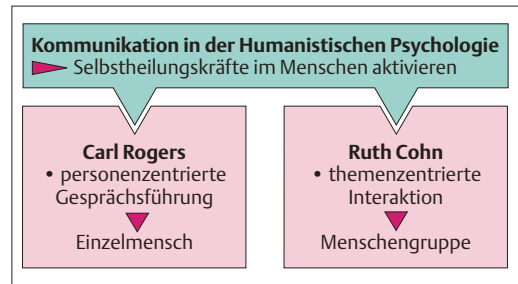 Kommunikation in der Humanistischen Psychologie
Selbstheilungskräfte im Menschen aktivieren
Carl Rogers
• personenzentrierte
Gesprächsführung
Einzelmensch
Ruth Cohn
• themenzentrierte
Interaktion
Menschengruppe